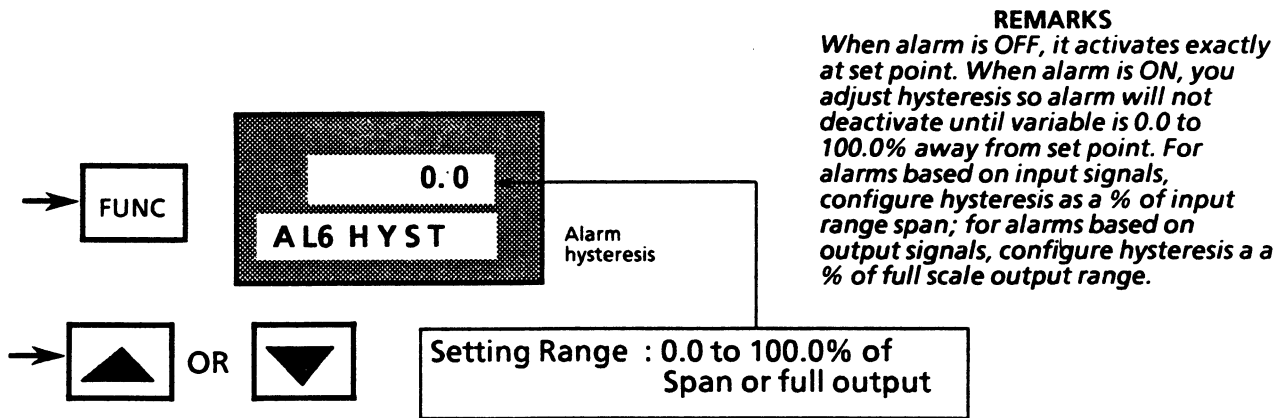 REMARKS
When alarm is OFF, it activates exactly
at set point. When alarm is ON, you
adjust hysteresis so alarm will not
deactivate until variable is 0.0 to
100.0% away from set point. For
alarms based on input signals,
configure hysteresis as a % of input
range span; for alarms based on
output signals, configure hysteresis a a
% of full scale output range.
FUNC
0.0
AL6 HYST
Alarm
hysteresis
OR
Setting Range : 0.0 to 100.0% of
Span or full output